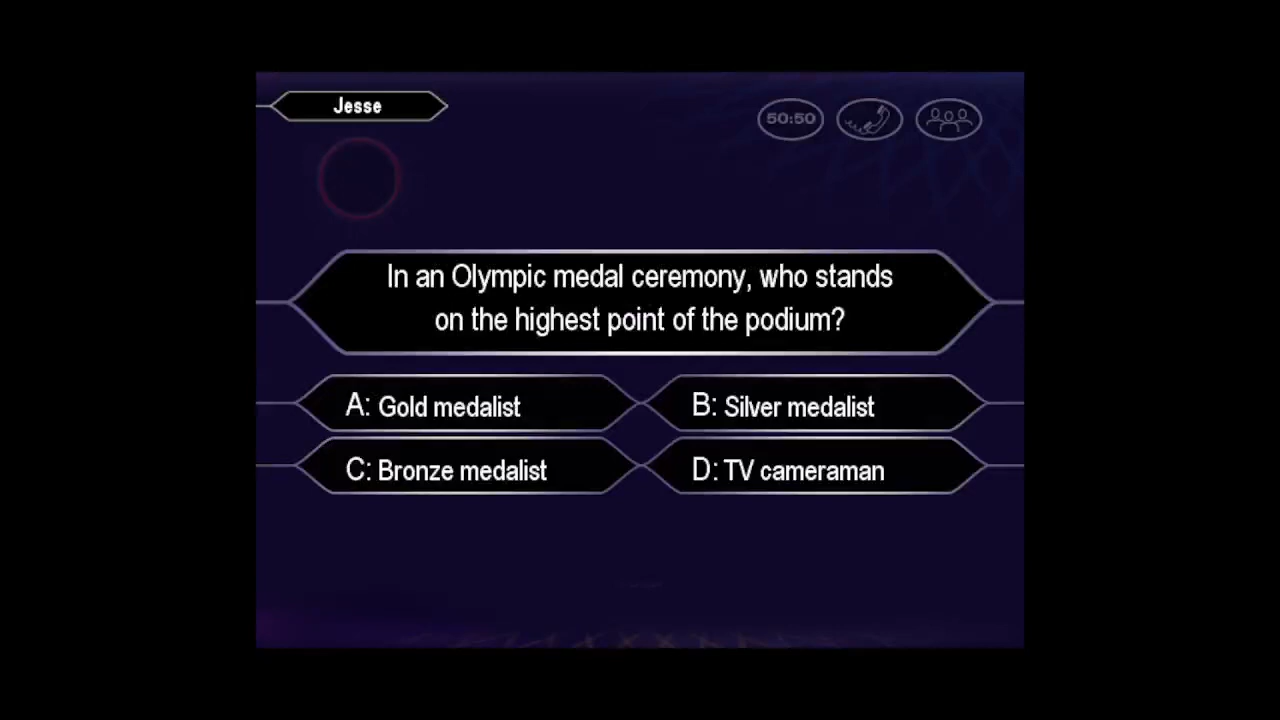 Jesse
50:50
In an Olympic medal ceremony, who stands
on the highest point of the podium?
A: Gold medalist
B: Silver medalist
C: Bronze medalist
D: TV cameraman